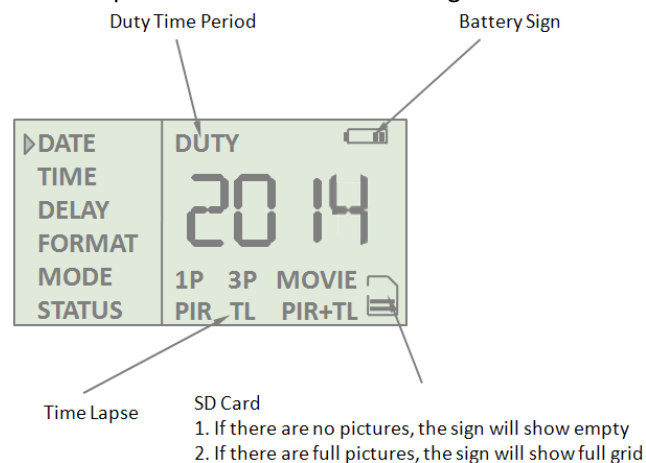 Duty Time Period
Battery Sign
DATE
DUTY
TIME
2014
DELAY
FORMAT
MODE
1P 3P MOVIE
STATUS
PIR TL PIR+TL
Time Lapse
SD Card
1. If there are no pictures, the sign will show empty
2. If there are full pictures, the sign will show full grid